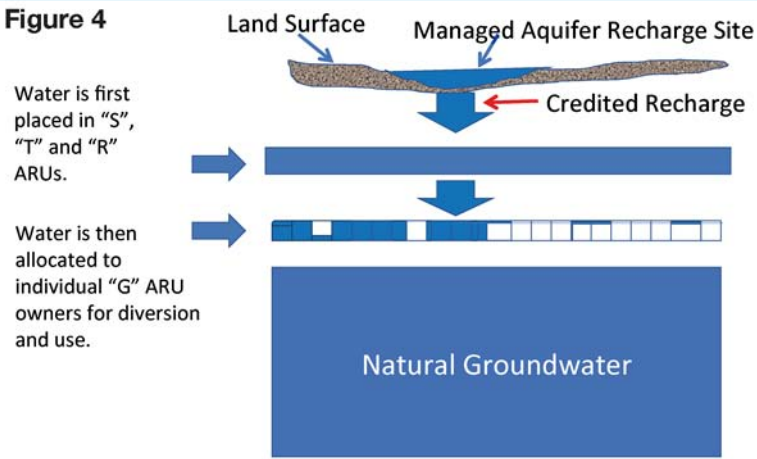 Figure 4
Land Surface
Managed Aquifer Recharge Site
Water is first
placed in “S”,
“T” and “R”
ARUs.
Credited Recharge
Water is then
allocated to
individual “G” ARU
owners for diversion
and use.
Natural Groundwater